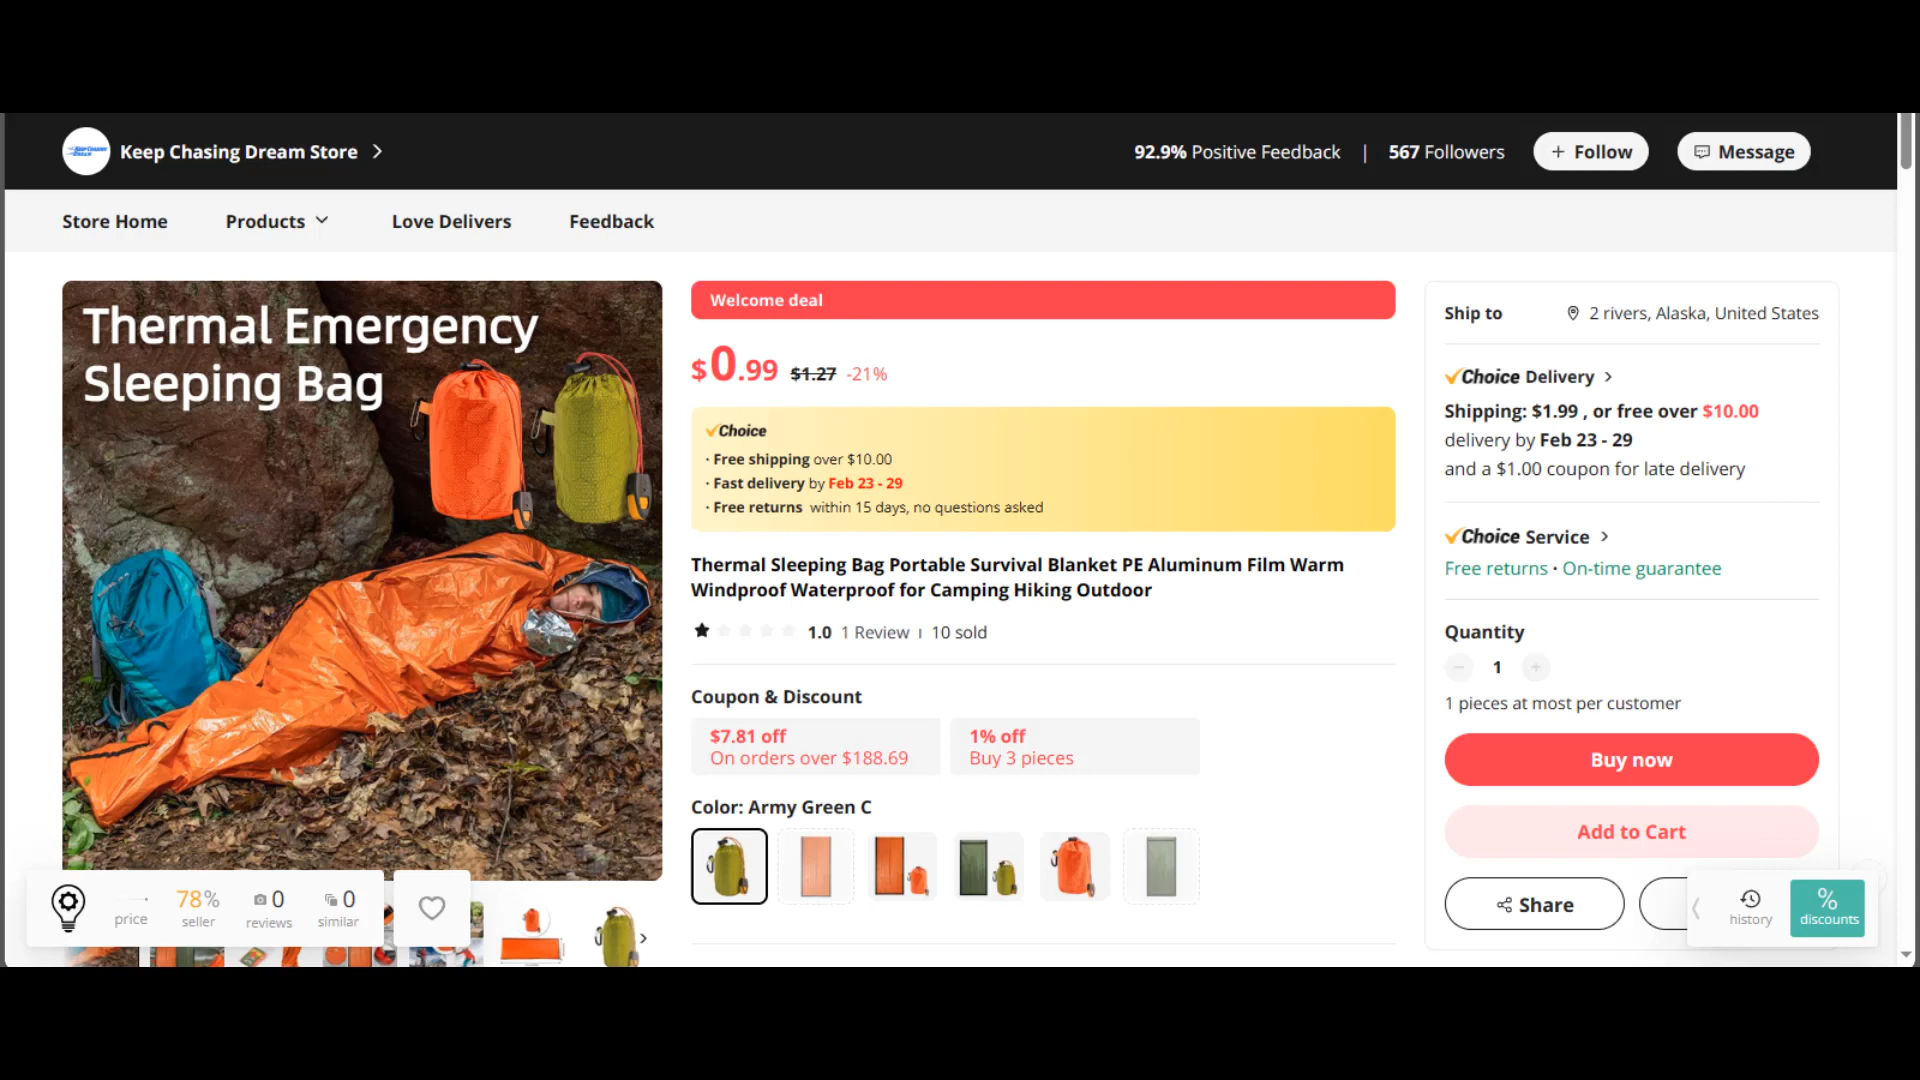 Keep Chasing Dream Store
92.9% Positive Feedback | 567 Followers
+ Follow
Message
Store Home
Products
Love Delivers
Feedback
Thermal Emergency
Sleeping Bag
Welcome deal
$0.99 $1.27 -21%
Choice
· Free shipping over $10.00
· Fast delivery by Feb 23 - 29
· Free returns within 15 days, no questions asked
Thermal Sleeping Bag Portable Survival Blanket PE Aluminum Film Warm
Windproof Waterproof for Camping Hiking Outdoor
1.0 1 Review 10 sold
Coupon & Discount
$7.81 off
On orders over $188.69
1% off
Buy 3 pieces
Color: Army Green C
Ship to
2 rivers, Alaska, United States
Choice Delivery
Shipping: $1.99 , or free over $10.00
delivery by Feb 23 - 29
and a $1.00 coupon for late delivery
Choice Service
Free returns · On-time guarantee
Quantity
− 1 +
1 pieces at most per customer
Buy now
Add to Cart
Share
price
78%
seller
0
reviews
0
similar
history
%
discounts